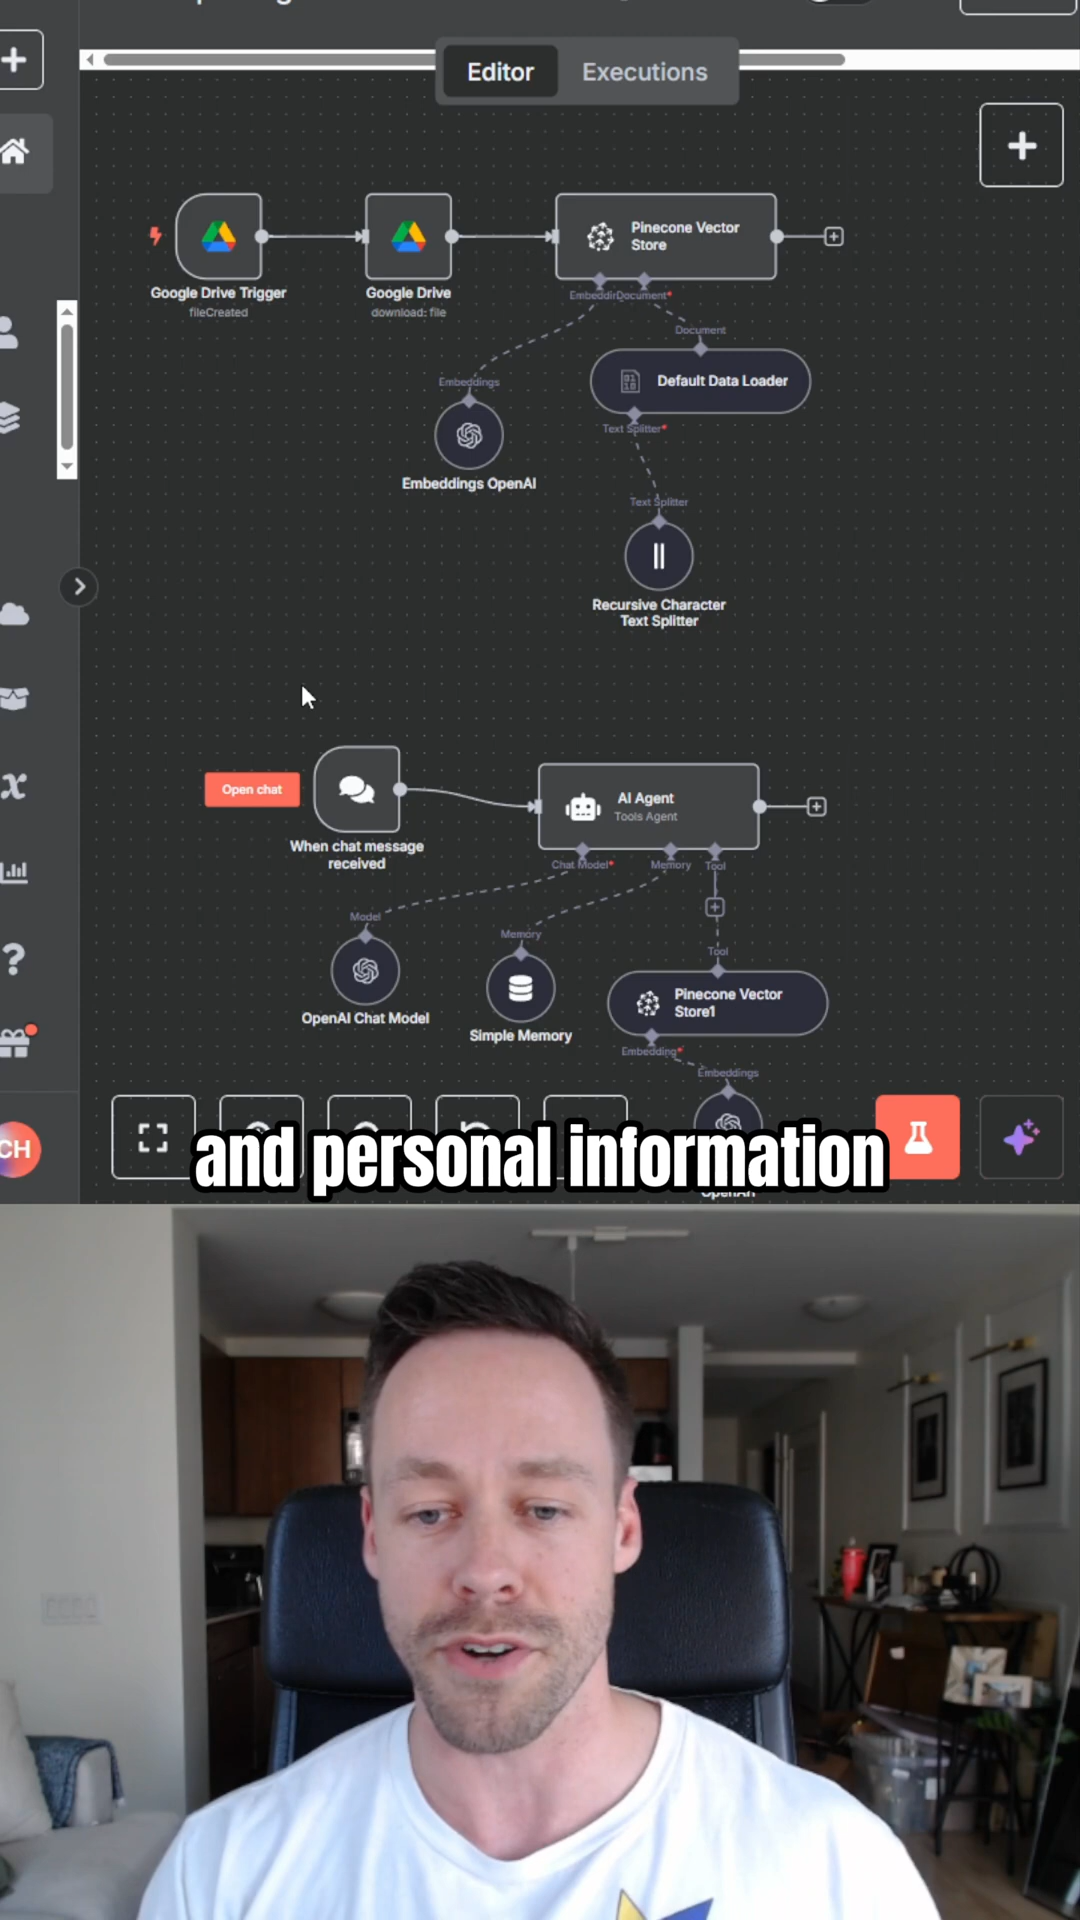 Editor
Executions
Google Drive Trigger
fileCreated
Google Drive
download: file
Pinecone Vector
Store
Document*
Document
Embeddings
Default Data Loader
Text Splitter*
Embeddings OpenAI
Text Splitter
Recursive Character
Text Splitter
Open chat
When chat message
received
AI Agent
Tools Agent
Chat Model*
Memory
Tool
Model
Memory
Tool
OpenAI Chat Model
Simple Memory
Pinecone Vector
Store1
Embedding*
Embeddings
CH
and personal information